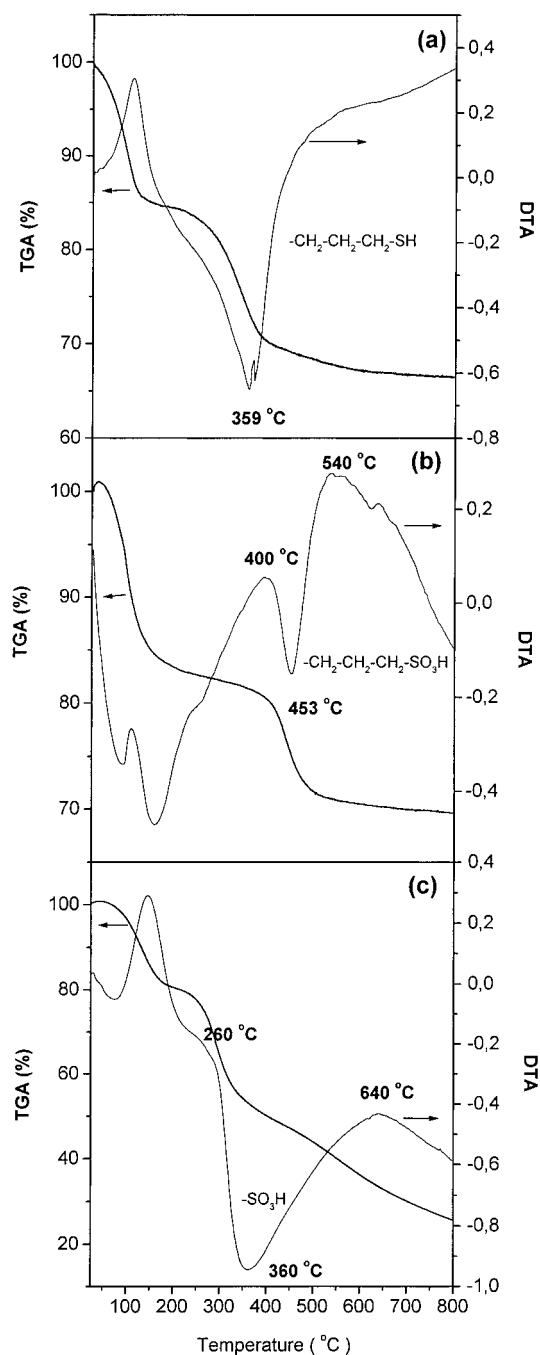 (a)
100
90
80
70
60
TGA (%)
0,4
0,2
0,0
-0,2
-0,4
-0,6
-0,8
DTA
-CH₂-CH₂-CH₂-SH
359 °C
(b)
100
90
80
70
TGA (%)
0,2
0,0
-0,2
-0,4
DTA
540 °C
400 °C
-CH₂-CH₂-CH₂-SO₃H
453 °C
(c)
100
80
60
40
20
TGA (%)
0,4
0,2
0,0
-0,2
-0,4
-0,6
-0,8
-1,0
DTA
260 °C
640 °C
-SO₃H
360 °C
100 200 300 400 500 600 700 800
Temperature ( °C)